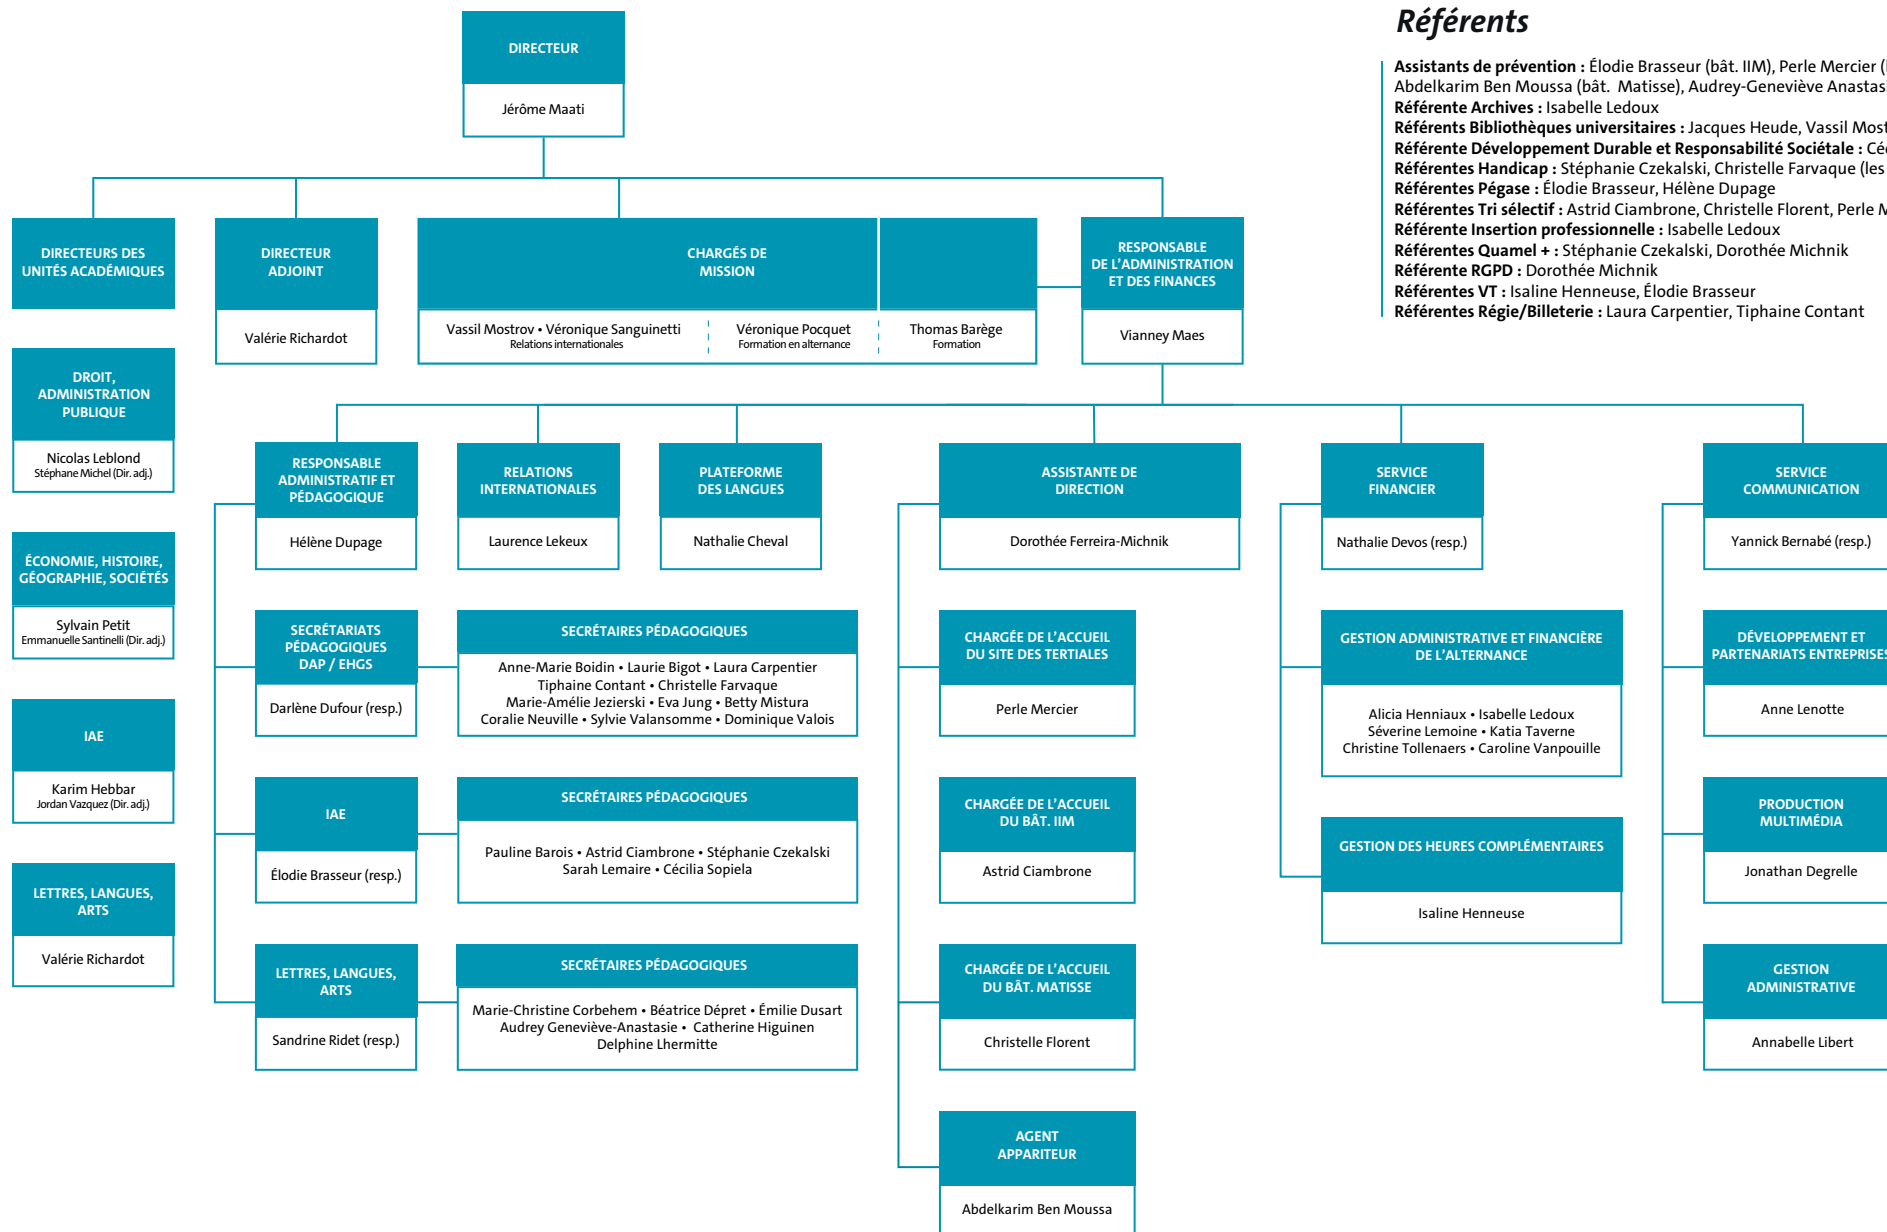 Référents
Assistants de prévention : Élodie Brasseur (bât. IIM), Perle Mercier
Abdelkarim Ben Moussa (bât. Matisse), Audrey-Geneviève
Référente Archives : Isabelle Ledoux
Référents Bibliothèques universitaires : Jacques Heude, Vassil
Référente Développement Durable et Responsabilité Sociétale :
Référentes Handicap : Stéphanie Czekalski, Christelle Farvaque (les
Référentes Pégase : Élodie Brasseur, Hélène Dupage
Référentes Tri sélectif : Astrid Ciambrone, Christelle Florent, Perle
Référente Insertion professionnelle : Isabelle Ledoux
Référentes Quamel + : Stéphanie Czekalski, Dorothée Michnik
Référente RGPD : Dorothée Michnik
Référentes VT : Isaline Henneuse, Élodie Brasseur
Référentes Régie/Billeterie : Laura Carpentier, Tiphaine Contant
DIRECTEUR
Jérôme Maati
DIRECTEURS DES
UNITÉS ACADÉMIQUES
DIRECTEUR
ADJOINT
Valérie Richardot
CHARGÉS DE
MISSION
Vassil Mostrov • Véronique Sanguinetti
Relations internationales
Véronique Pocquet
Formation en alternance
Thomas Barège
Formation
RESPONSABLE
DE L'ADMINISTRATION
ET DES FINANCES
Vianney Maes
DROIT,
ADMINISTRATION
PUBLIQUE
Nicolas Leblond
Stéphane Michel (Dir. adj.)
ÉCONOMIE, HISTOIRE,
GÉOGRAPHIE, SOCIÉTÉS
Sylvain Petit
Emmanuelle Santinelli (Dir. adj.)
IAE
Karim Hebbar
Jordan Vazquez (Dir. adj.)
LETTRES, LANGUES,
ARTS
Valérie Richardot
RESPONSABLE
ADMINISTRATIF ET
PÉDAGOGIQUE
Hélène Dupage
RELATIONS
INTERNATIONALES
Laurence Lekeux
PLATEFORME
DES LANGUES
Nathalie Cheval
SECRÉTARIATS
PÉDAGOGIQUES
DAP / EHGS
Darlène Dufour (resp.)
SECRÉTAIRES PÉDAGOGIQUES
Anne-Marie Boidin • Laurie Bigot • Laura Carpentier
Tiphaine Contant • Christelle Farvaque
Marie-Amélie Jezierski • Eva Jung • Betty Mistura
Coralie Neuville • Sylvie Valansomme • Dominique Valois
IAE
Élodie Brasseur (resp.)
SECRÉTAIRES PÉDAGOGIQUES
Pauline Barois • Astrid Ciambrone • Stéphanie Czekalski
Sarah Lemaire • Cécilia Sopiela
LETTRES, LANGUES,
ARTS
Sandrine Ridet (resp.)
SECRÉTAIRES PÉDAGOGIQUES
Marie-Christine Corbehem • Béatrice Dépret • Émilie Dusart
Audrey Geneviève-Anastasie • Catherine Higuinen
Delphine Lhermitte
ASSISTANTE DE
DIRECTION
Dorothée Ferreira-Michnik
CHARGÉE DE L'ACCUEIL
DU SITE DES TERTIALES
Perle Mercier
CHARGÉE DE L'ACCUEIL
DU BÂT. IIM
Astrid Ciambrone
CHARGÉE DE L'ACCUEIL
DU BÂT. MATISSE
Christelle Florent
AGENT
APPARITEUR
Abdelkarim Ben Moussa
SERVICE
FINANCIER
Nathalie Devos (resp.)
GESTION ADMINISTRATIVE ET FINANCIÈRE
DE L'ALTERNANCE
Alicia Henniaux • Isabelle Ledoux
Séverine Lemoine • Katia Taverne
Christine Tollenaers • Caroline Vanpouille
GESTION DES HEURES COMPLÉMENTAIRES
Isaline Henneuse
SERVICE
COMMUNICATION
Yannick Bernabé (resp.)
DÉVELOPPEMENT ET
PARTENARIATS ENTREPRISES
Anne Lenotte
PRODUCTION
MULTIMÉDIA
Jonathan Degrelle
GESTION
ADMINISTRATIVE
Annabelle Libert